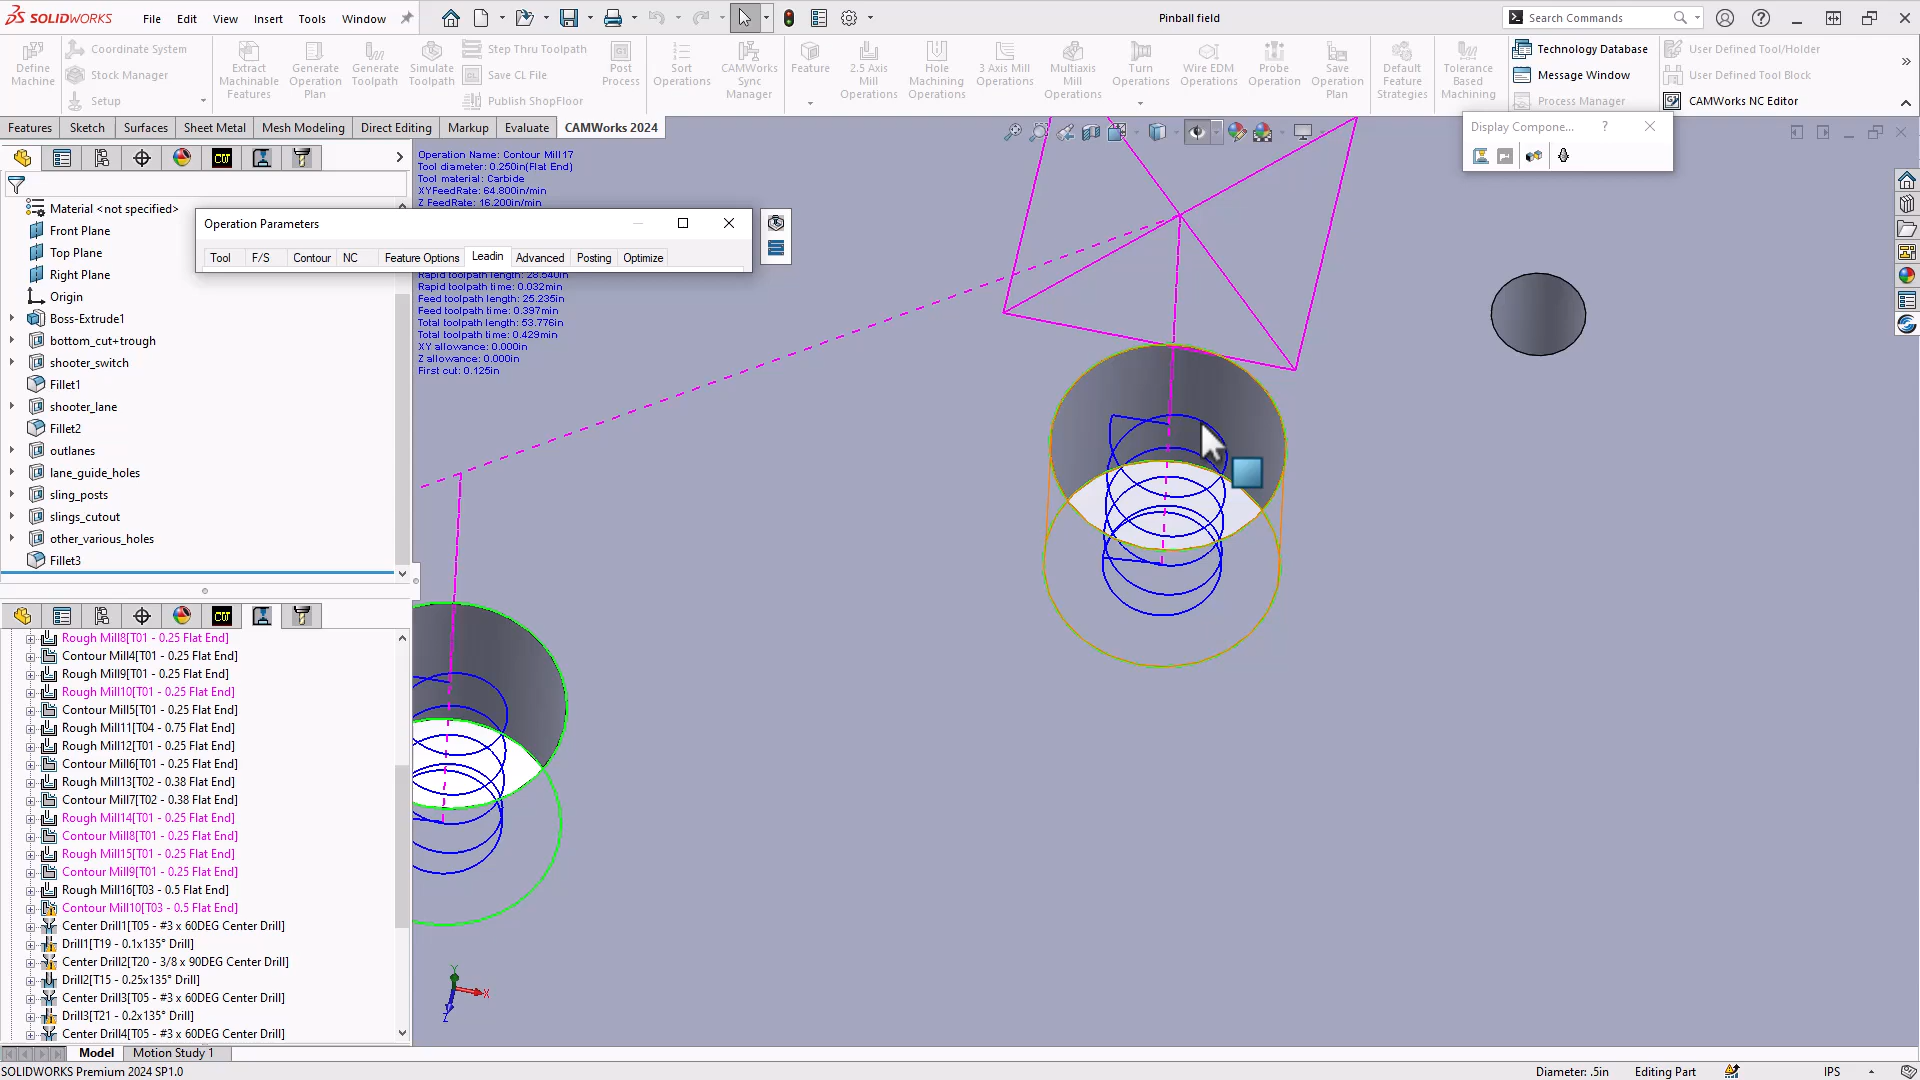 SOLIDWORKS
File
Edit
View
Insert
Tools
Window
Pinball field
Search Commands
Define Machine
Coordinate System
Stock Manager
Setup
Extract Machinable Features
Generate Operation Plan
Generate Toolpath
Simulate Toolpath
Step Thru Toolpath
Save CL File
Publish ShopFloor
Post Process
Sort Operations
CAMWorks Sync Manager
Feature
2.5 Axis Mill Operations
Hole Machining Operations
3 Axis Mill Operations
Multiaxis Mill Operations
Turn Operations
Wire EDM Operations
Probe Operation
Save Operation Plan
Default Feature Strategies
Tolerance Based Machining
Technology Database
Message Window
Process Manager
User Defined Tool/Holder
User Defined Tool Block
CAMWorks NC Editor
Features
Sketch
Surfaces
Sheet Metal
Mesh Modeling
Direct Editing
Markup
Evaluate
CAMWorks 2024
Display Compone...
Operation Name: Contour Mill17
Tool diameter: 0.250in(Flat End)
Tool material: Carbide
XYFeedRate: 64.800in/min
Z FeedRate: 16.200in/min
Operation Parameters
Tool
F/S
Contour
NC
Feature Options
Leadin
Advanced
Posting
Optimize
Rapid toolpath length: 28.540in
Rapid toolpath time: 0.032min
Feed toolpath length: 25.235in
Feed toolpath time: 0.397min
Total toolpath length: 53.776in
Total toolpath time: 0.429min
XY allowance: 0.000in
Z allowance: 0.000in
First cut: 0.125in
Material <not specified>
Front Plane
Top Plane
Right Plane
Origin
Boss-Extrude1
bottom_cut+trough
shooter_switch
Fillet1
shooter_lane
Fillet2
outlanes
lane_guide_holes
sling_posts
slings_cutout
other_various_holes
Fillet3
Rough Mill8[T01 - 0.25 Flat End]
Contour Mill4[T01 - 0.25 Flat End]
Rough Mill9[T01 - 0.25 Flat End]
Rough Mill10[T01 - 0.25 Flat End]
Contour Mill5[T01 - 0.25 Flat End]
Rough Mill11[T04 - 0.75 Flat End]
Rough Mill12[T01 - 0.25 Flat End]
Contour Mill6[T01 - 0.25 Flat End]
Rough Mill13[T02 - 0.38 Flat End]
Contour Mill7[T02 - 0.38 Flat End]
Rough Mill14[T01 - 0.25 Flat End]
Contour Mill8[T01 - 0.25 Flat End]
Rough Mill15[T01 - 0.25 Flat End]
Contour Mill9[T01 - 0.25 Flat End]
Rough Mill16[T03 - 0.5 Flat End]
Contour Mill10[T03 - 0.5 Flat End]
Center Drill1[T05 - #3 x 60DEG Center Drill]
Drill1[T19 - 0.1x135° Drill]
Center Drill2[T20 - 3/8 x 90DEG Center Drill]
Drill2[T15 - 0.25x135° Drill]
Center Drill3[T05 - #3 x 60DEG Center Drill]
Drill3[T21 - 0.2x135° Drill]
Center Drill4[T05 - #3 x 60DEG Center Drill]
Y
X
Z
Model
Motion Study 1
SOLIDWORKS Premium 2024 SP1.0
Diameter: .5in
Editing Part
IPS